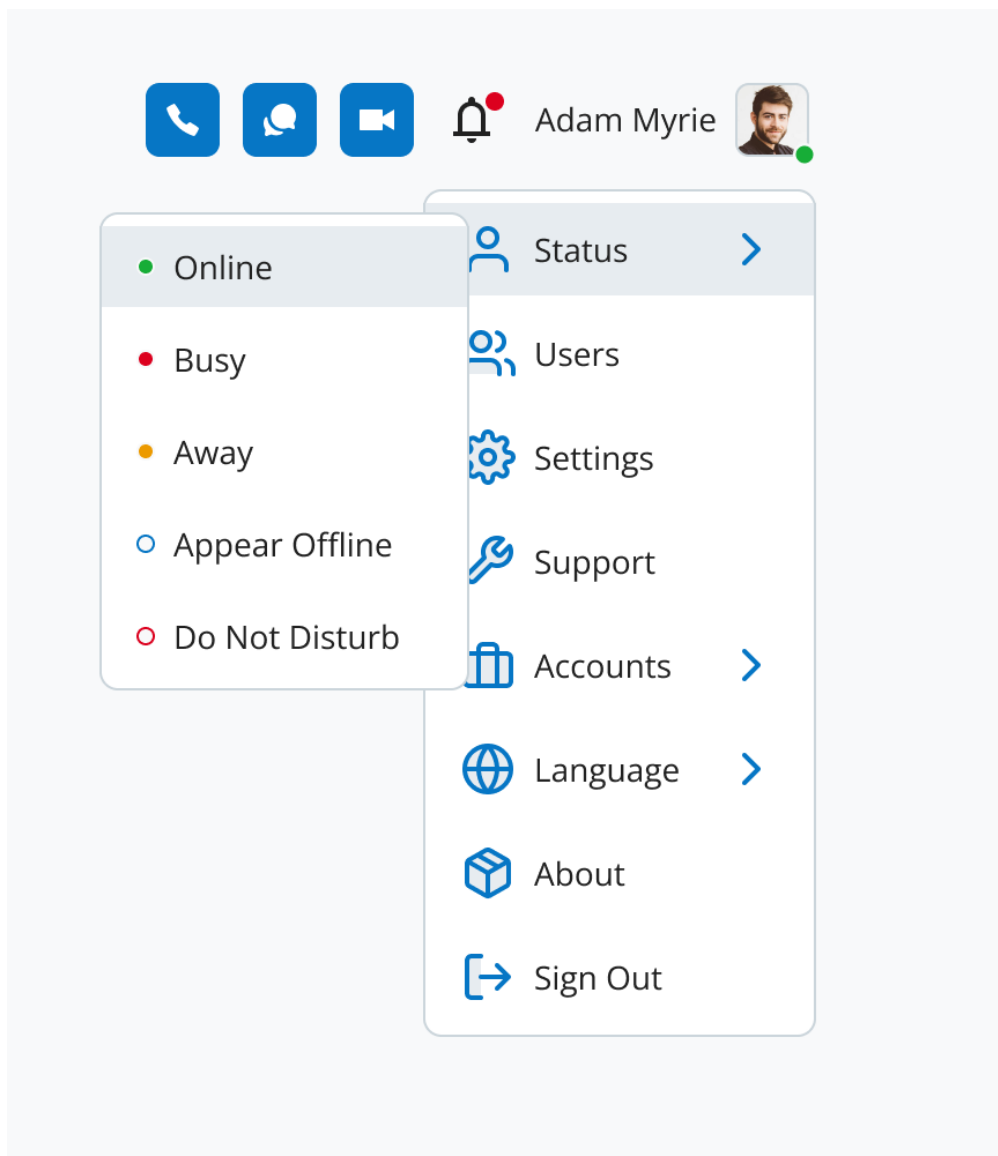 Adam Myrie
Status
Users
Settings
Support
Accounts
Language
About
Sign Out
Online
Busy
Away
Appear Offline
Do Not Disturb